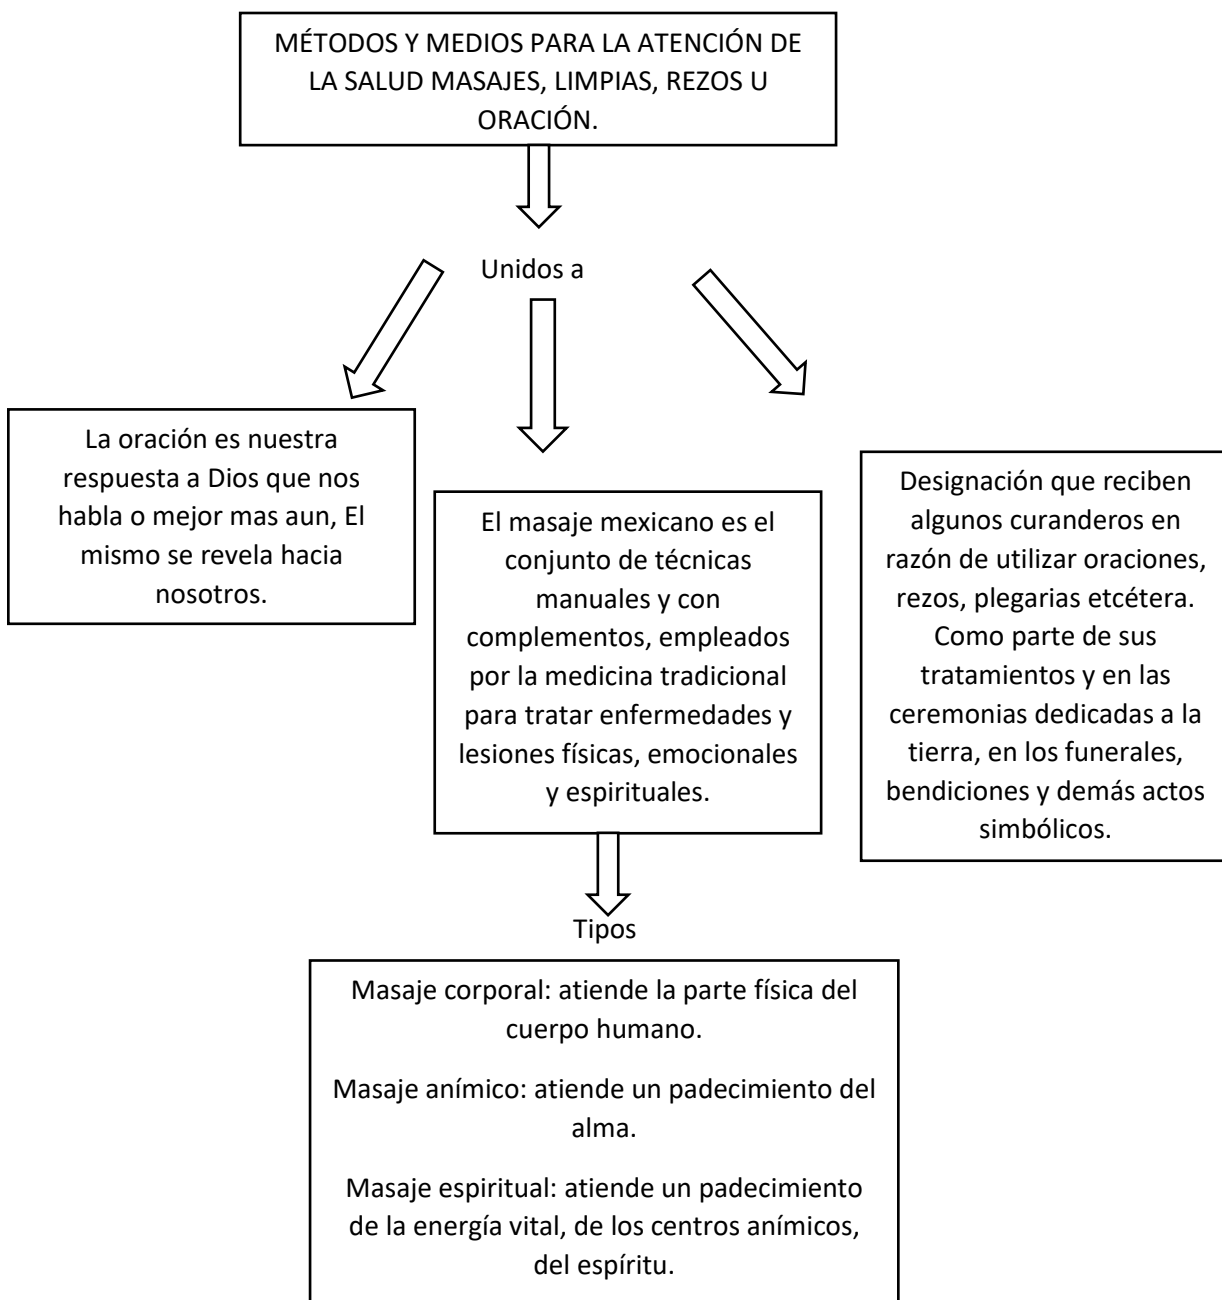 MÉTODOS Y MEDIOS PARA LA ATENCIÓN DE
LA SALUD MASAJES, LIMPIAS, REZOS U
ORACIÓN.
Unidos a
La oración es nuestra
respuesta a Dios que nos
habla o mejor mas aun, El
mismo se revela hacia
nosotros.
El masaje mexicano es el
conjunto de técnicas
manuales y con
complementos, empleados
por la medicina tradicional
para tratar enfermedades y
lesiones físicas, emocionales
y espirituales.
Designación que reciben
algunos curanderos en
razón de utilizar oraciones,
rezos, plegarias etcétera.
Como parte de sus
tratamientos y en las
ceremonias dedicadas a la
tierra, en los funerales,
bendiciones y demás actos
simbólicos.
Tipos
Masaje corporal: atiende la parte física del
cuerpo humano.
Masaje anímico: atiende un padecimiento del
alma.
Masaje espiritual: atiende un padecimiento
de la energía vital, de los centros anímicos,
del espíritu.